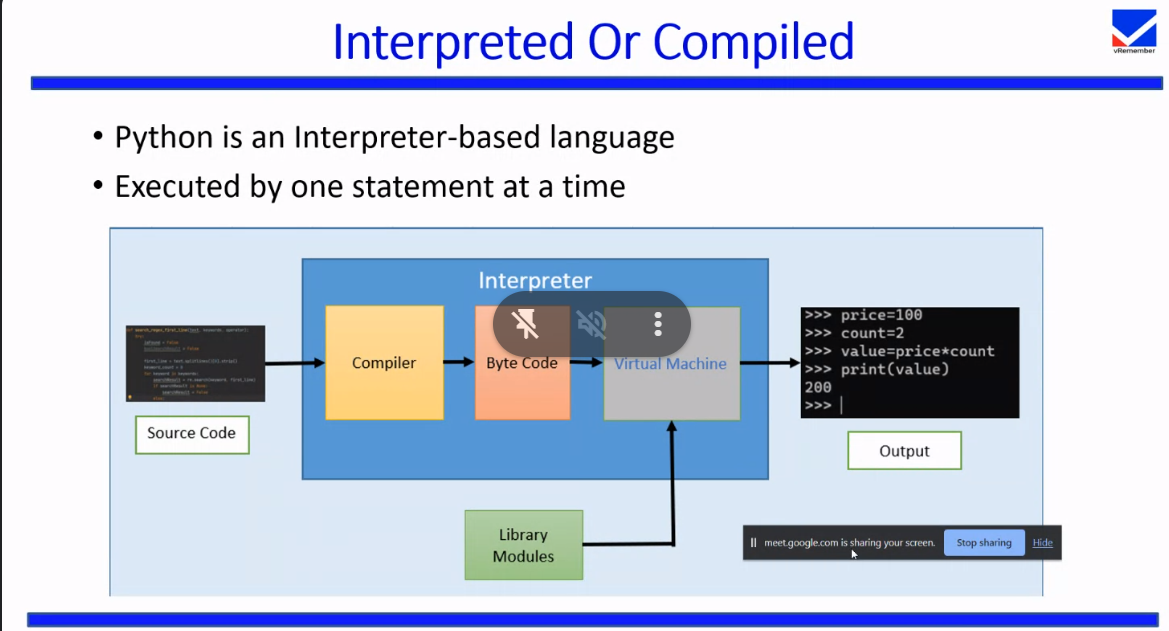 Interpreted Or Compiled
vRemember
• Python is an Interpreter-based language
• Executed by one statement at a time
Interpreter
Compiler
Byte Code
Virtual Machine
>>> price=100
>>> count=2
>>> value=price*count
>>> print(value)
200
>>>
Source Code
Output
Library
Modules
meet.google.com is sharing your screen.
Stop sharing
Hide